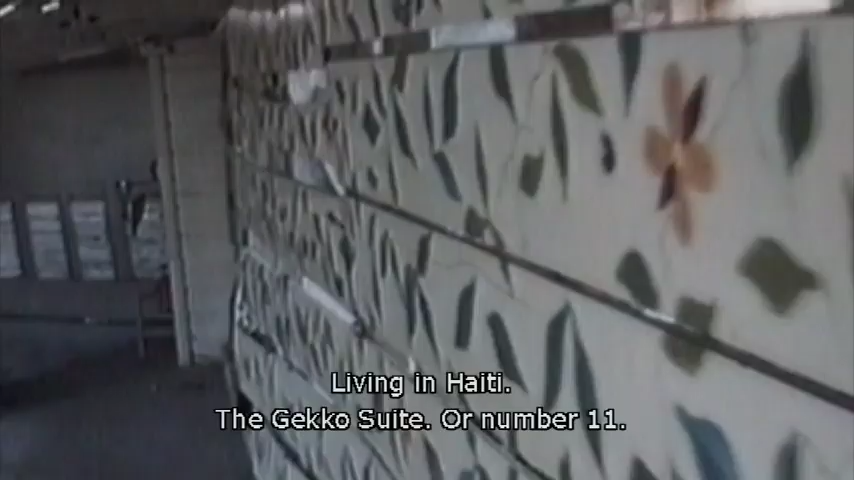 Living in Haiti.
The Gekko Suite. Or number 11.